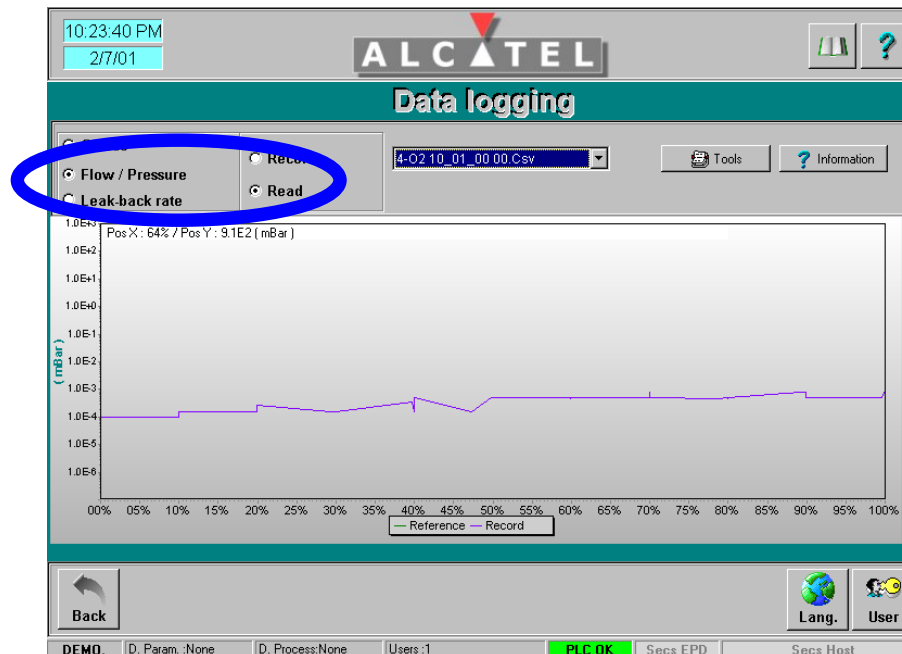 10:23:40 PM
2/7/01
ALCATEL
Data logging
Flow / Pressure
Leak-back rate
Read
4-O2 10_01_00 00.Csv
Tools
Information
Pos X : 64% / Pos Y : 9.1E2 ( mBar )
1.0E+3
1.0E+2
1.0E+1
1.0E+0
1.0E-1
1.0E-2
1.0E-3
1.0E-4
1.0E-5
1.0E-6
( mBar )
00% 05% 10% 15% 20% 25% 30% 35% 40% 45% 50% 55% 60% 65% 70% 75% 80% 85% 90% 95% 100%
Reference Record
Back
Lang.
User
DEMO. D. Param. :None D. Process:None Users :1 PLC OK Secs EPD Secs Host